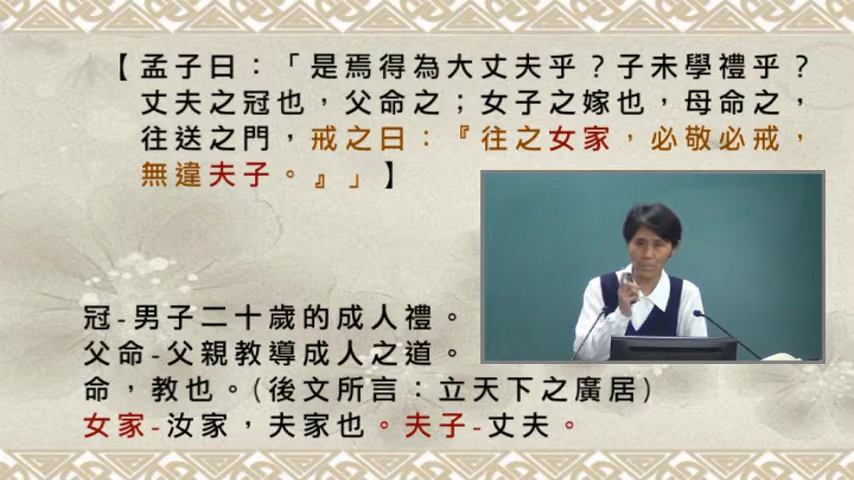 【孟子曰：「是焉得為大丈夫乎？子未學禮乎？
丈夫之冠也，父命之；女子之嫁也，母命之，
往送之門，戒之曰：『往之女家，必敬必戒，
無違夫子。』」】
冠-男子二十歲的成人禮。
父命-父親教導成人之道。
命，教也。(後文所言：立天下之廣居)
女家-汝家，夫家也。夫子-丈夫。